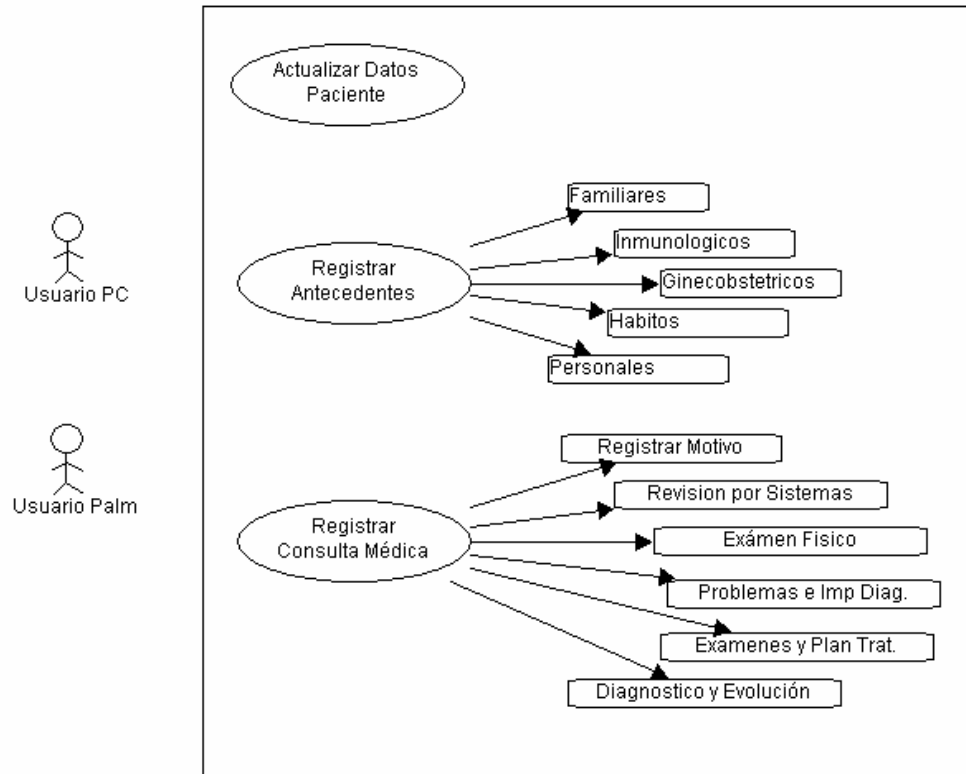 Actualizar Datos
Paciente
Familiares
Inmunologicos
Ginecobstetricos
Habitos
Personales
Registrar
Antecedentes
Usuario PC
Usuario Palm
Registrar Motivo
Revision por Sistemas
Exámen Fisico
Problemas e Imp Diag.
Examenes y Plan Trat.
Diagnostico y Evolución
Registrar
Consulta Médica